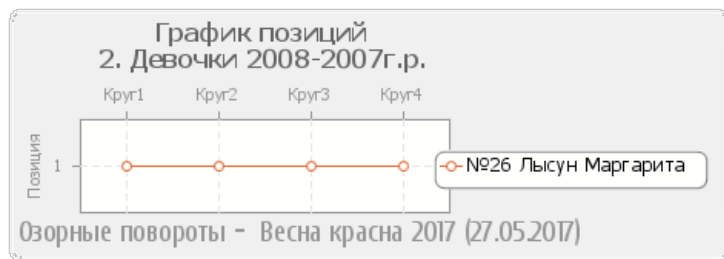 График позиций
2. Девочки 2008-2007г.р.
Круг1 Круг2 Круг3 Круг4
Позиция
1
№26 Лысун Маргарита
Озорные повороты - Весна красна 2017 (27.05.2017)